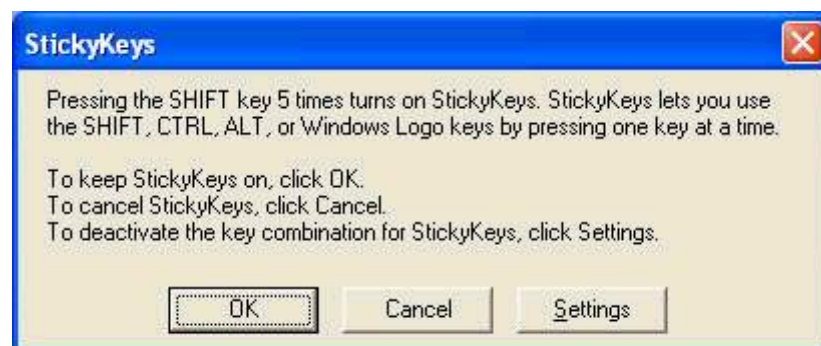 StickyKeys
Pressing the SHIFT key 5 times turns on StickyKeys. StickyKeys lets you use
the SHIFT, CTRL, ALT, or Windows Logo keys by pressing one key at a time.
To keep StickyKeys on, click OK.
To cancel StickyKeys, click Cancel.
To deactivate the key combination for StickyKeys, click Settings.
OK Cancel Settings